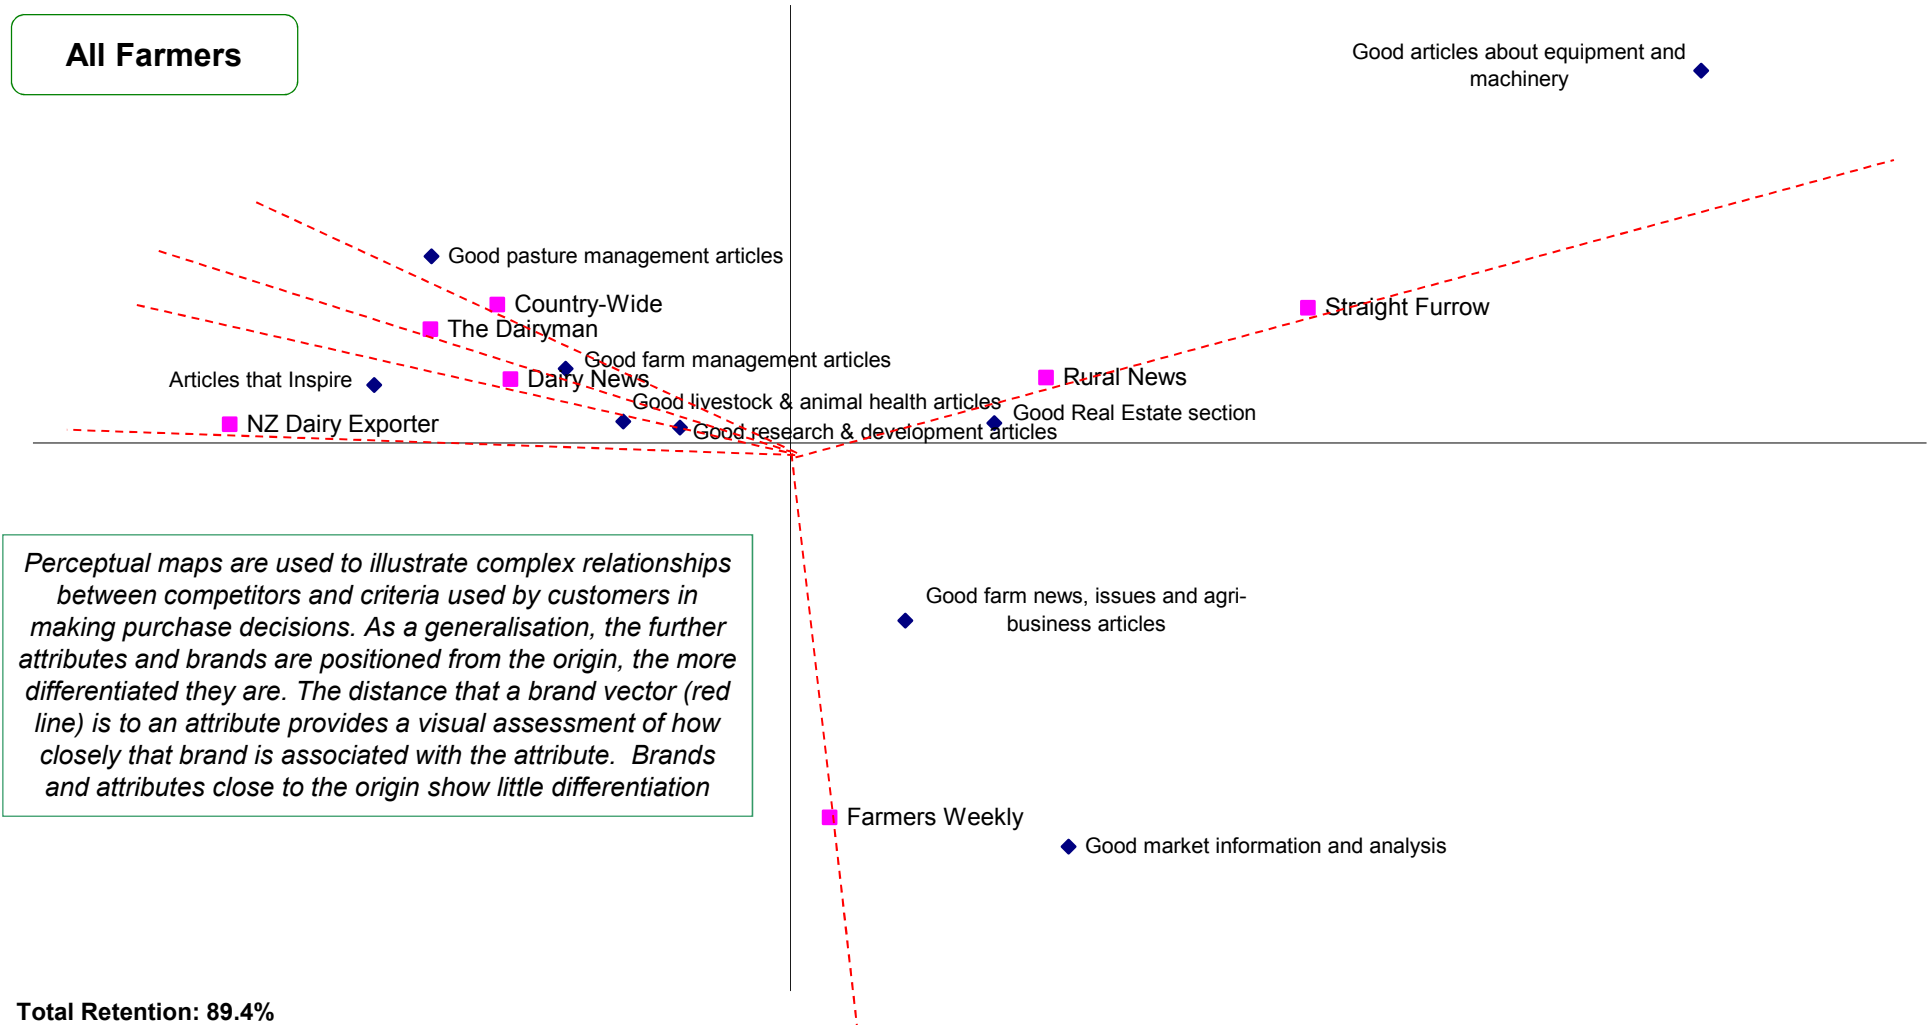 All Farmers
Good articles about equipment and
machinery
Good pasture management articles
Country-Wide
Straight Furrow
The Dairyman
Good farm management articles
Articles that Inspire
Dairy News
Rural News
Good livestock & animal health articles
Good Real Estate section
NZ Dairy Exporter
Good research & development articles
Perceptual maps are used to illustrate complex relationships
between competitors and criteria used by customers in
making purchase decisions. As a generalisation, the further
attributes and brands are positioned from the origin, the more
differentiated they are. The distance that a brand vector (red
line) is to an attribute provides a visual assessment of how
closely that brand is associated with the attribute.  Brands
and attributes close to the origin show little differentiation
Good farm news, issues and agri-
business articles
Farmers Weekly
Good market information and analysis
Total Retention: 89.4%